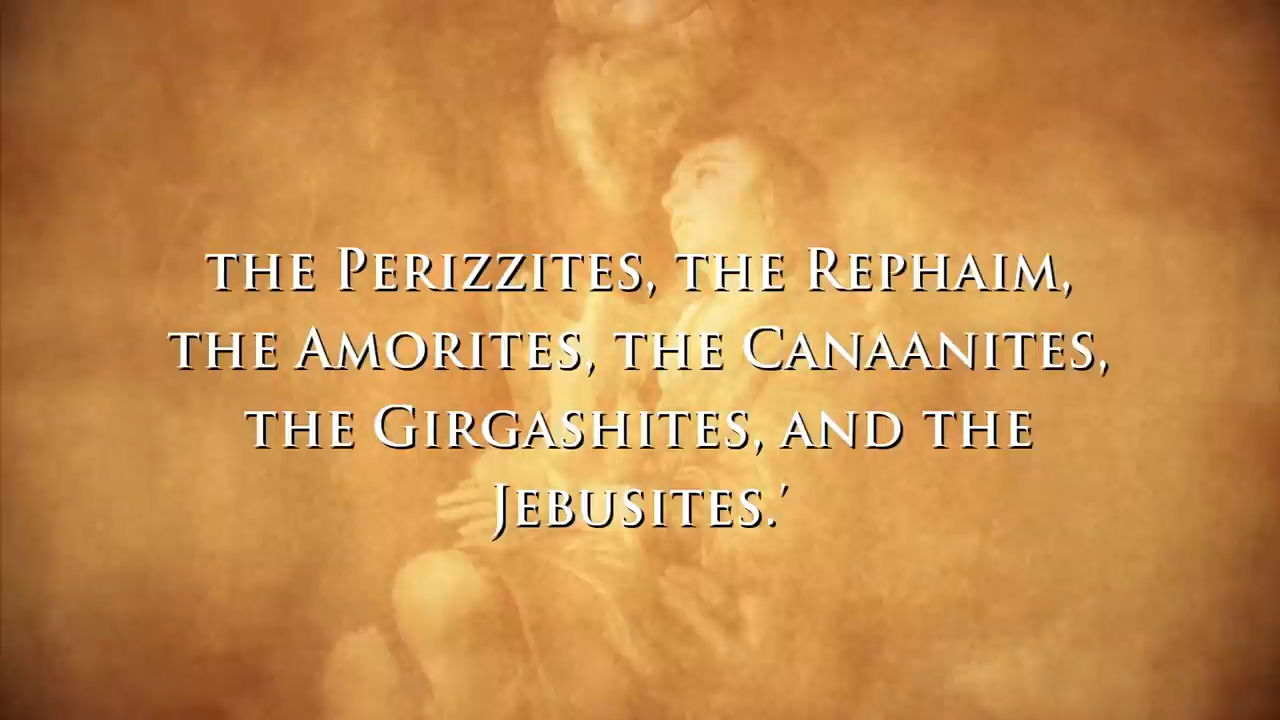 the Perizzites, the Rephaim,
the Amorites, the Canaanites,
the Girgashites, and the
Jebusites.'